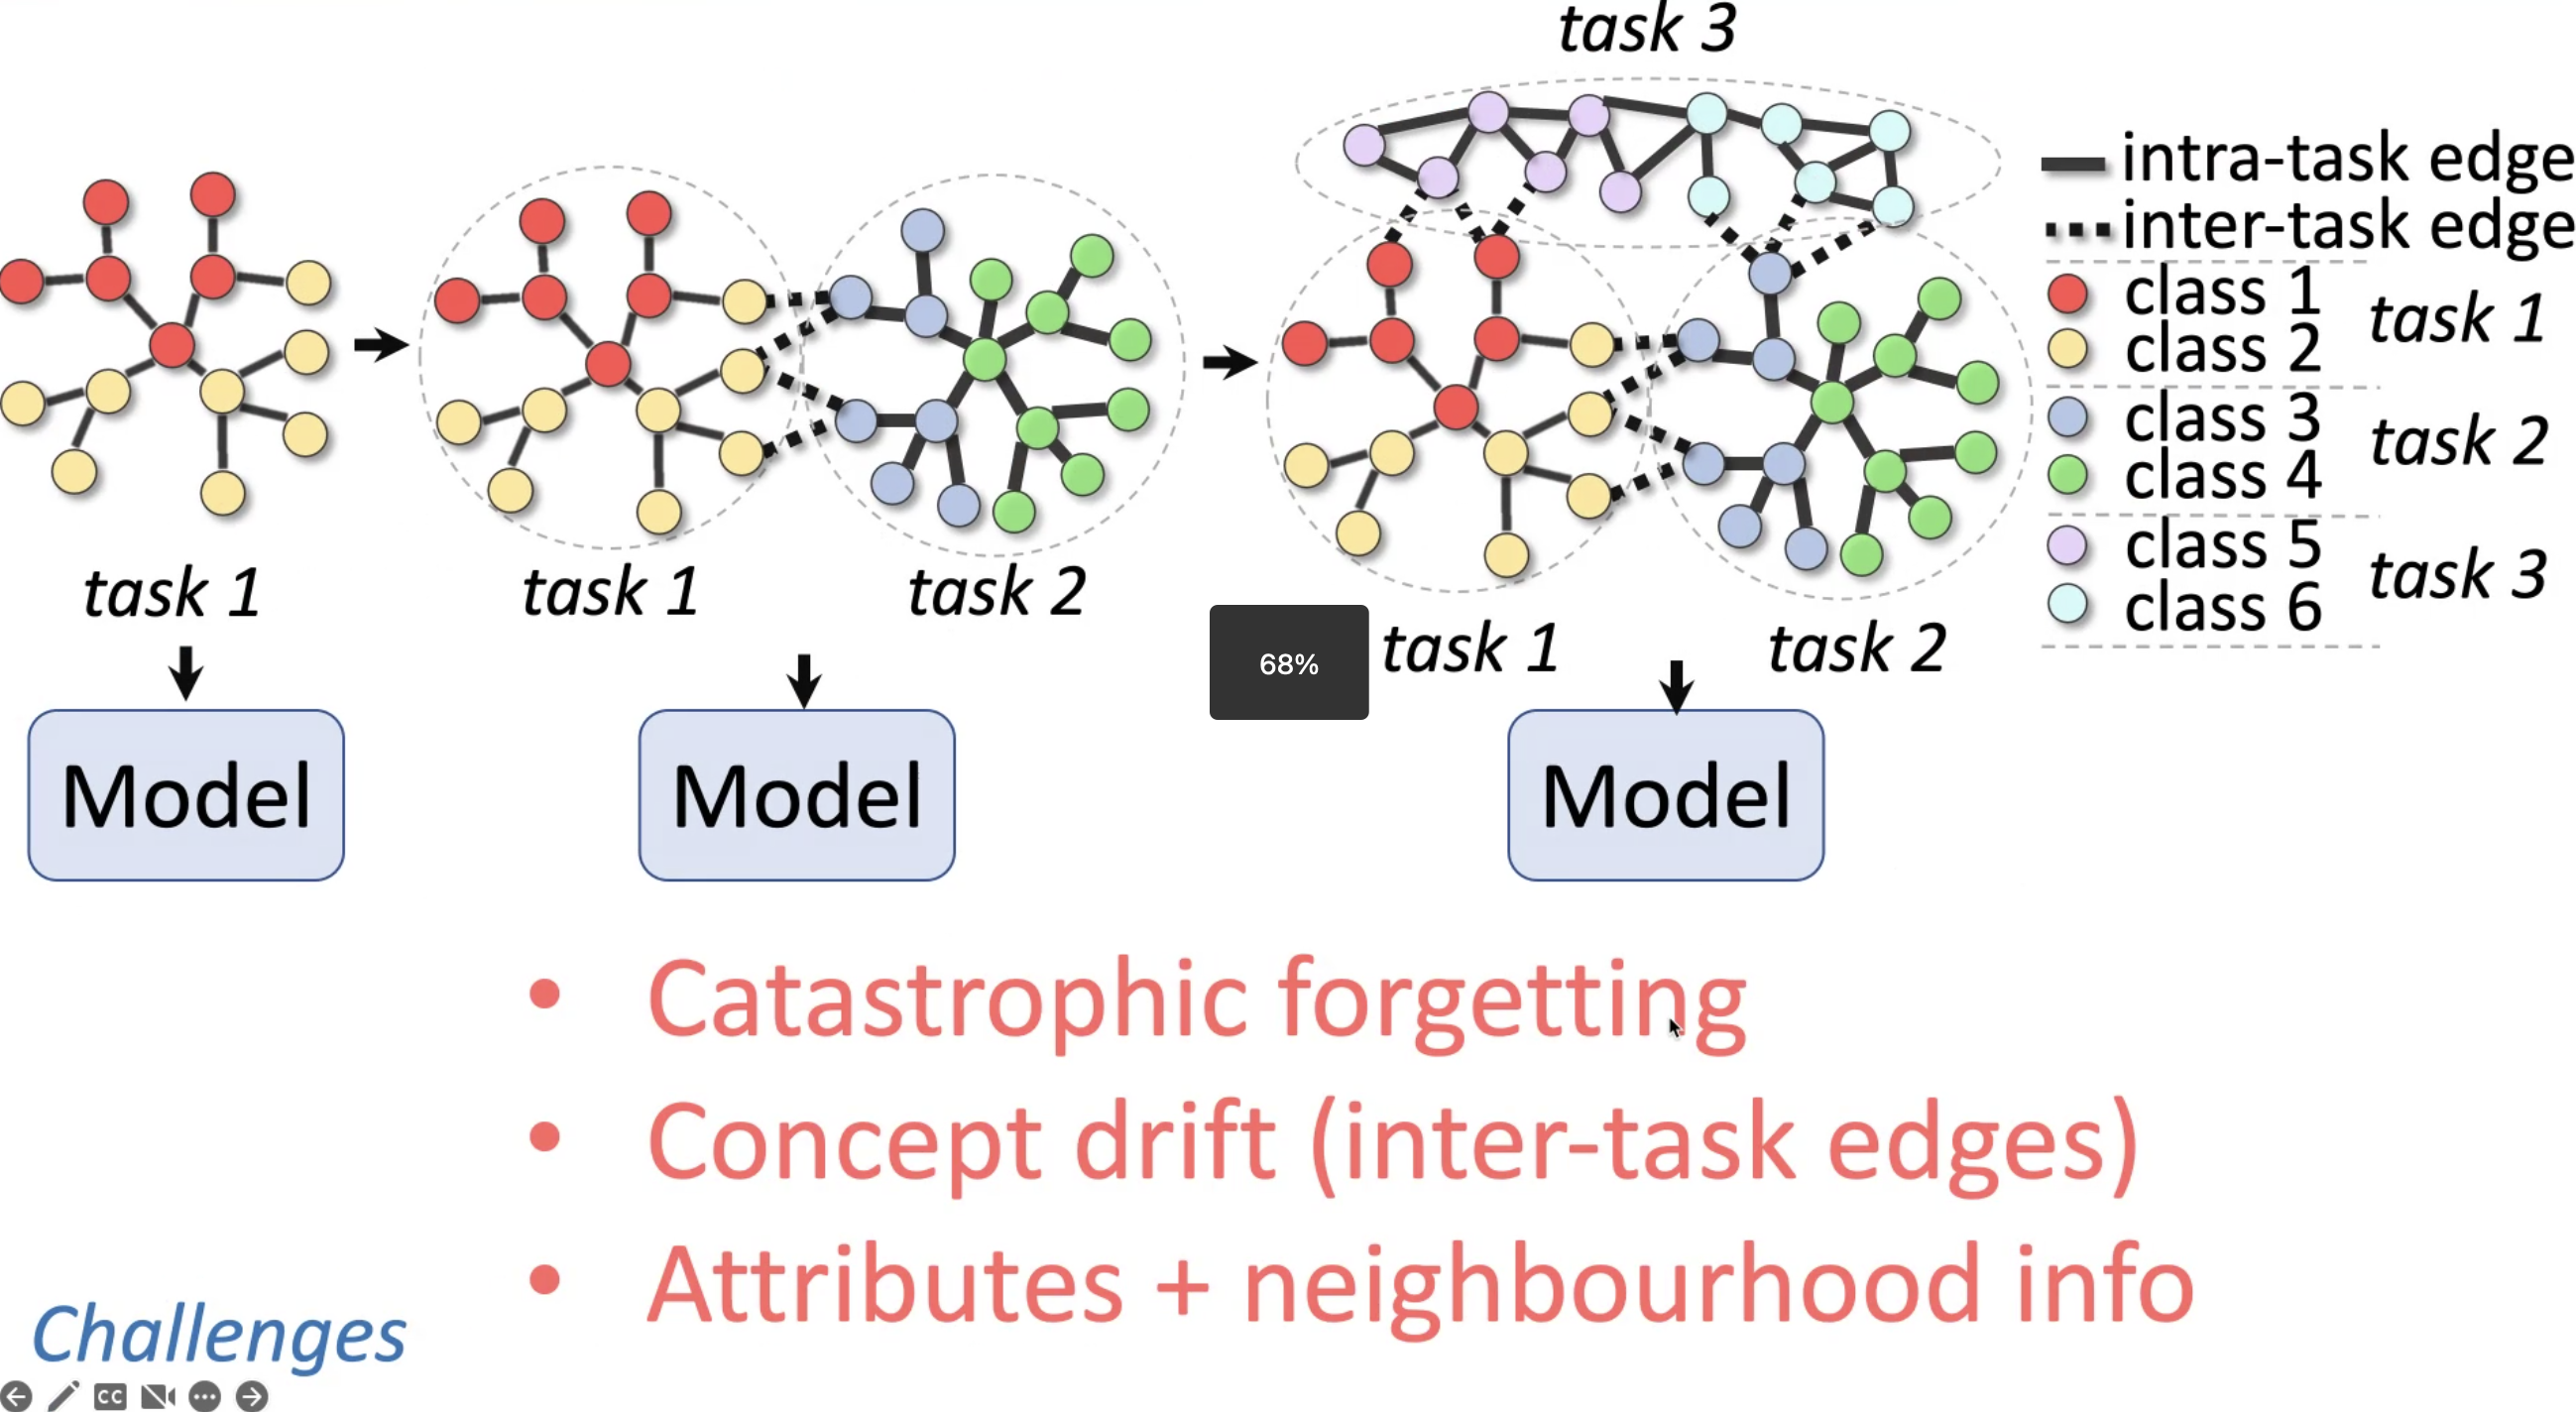 task 3
intra-task edge
inter-task edge
class 1
class 2
task 1
class 3
class 4
task 2
class 5
class 6
task 3
task 1
task 1
task 2
task 1
task 2
68%
Model
Model
Model
• Catastrophic forgetting
• Concept drift (inter-task edges)
• Attributes + neighbourhood info
Challenges
CC